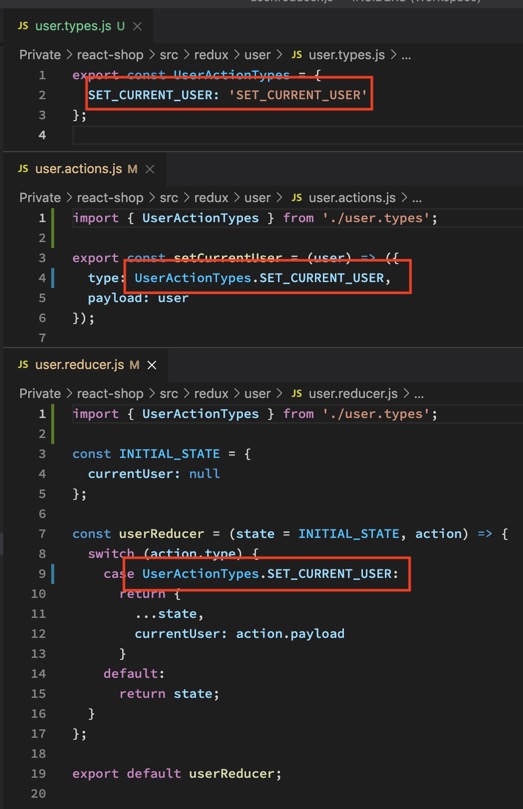 JS user.types.js U ×
Private > react-shop > src > redux > user > JS user.types.js > ...
1 export const UserActionTypes = {
2   SET_CURRENT_USER: 'SET_CURRENT_USER'
3 };
4
JS user.actions.js M ×
Private > react-shop > src > redux > user > JS user.actions.js > ...
1 import { UserActionTypes } from './user.types';
2
3 export const setCurrentUser = (user) => ({
4   type: UserActionTypes.SET_CURRENT_USER,
5   payload: user
6 });
7
JS user.reducer.js M ×
Private > react-shop > src > redux > user > JS user.reducer.js > ...
1 import { UserActionTypes } from './user.types';
2
3 const INITIAL_STATE = {
4   currentUser: null
5 };
6
7 const userReducer = (state = INITIAL_STATE, action) => {
8   switch (action.type) {
9     case UserActionTypes.SET_CURRENT_USER:
10       return {
11         ...state,
12         currentUser: action.payload
13       }
14     default:
15       return state;
16   }
17 };
18
19 export default userReducer;
20